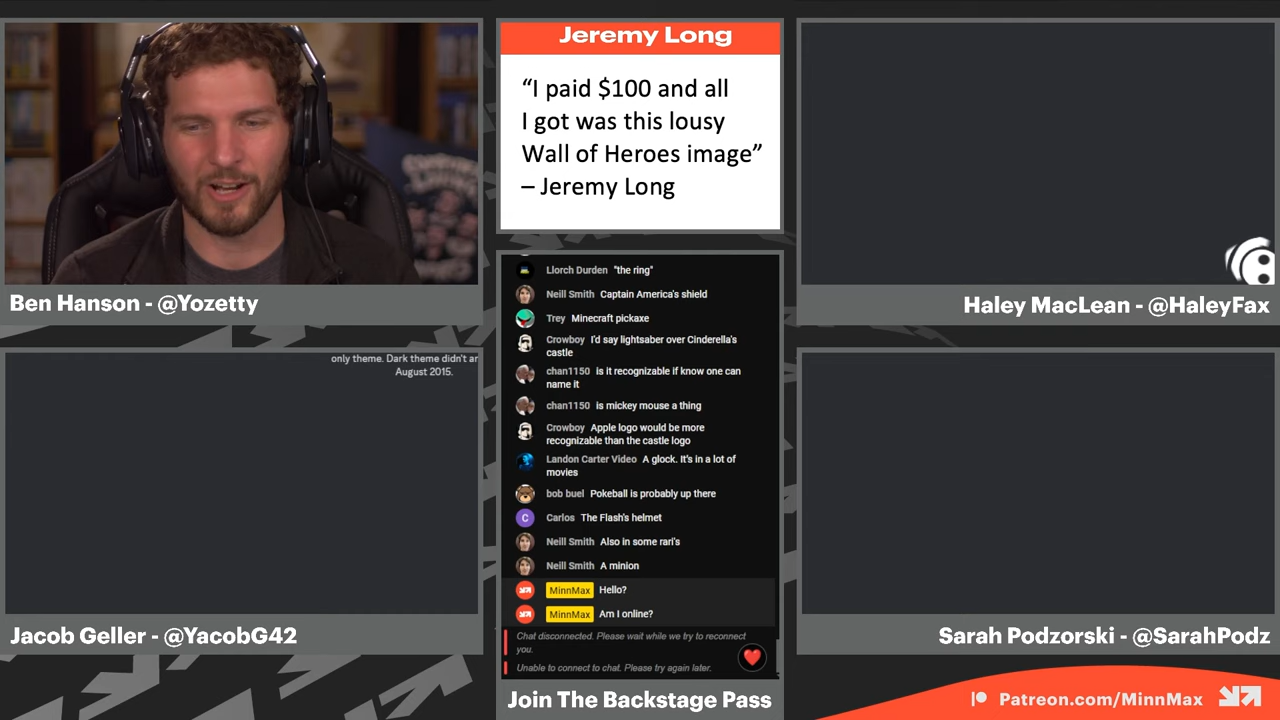 Jeremy Long
“I paid $100 and all
I got was this lousy
Wall of Heroes image”
– Jeremy Long
Ben Hanson - @Yozetty
Haley MacLean - @HaleyFax
only theme. Dark theme didn't ar
August 2015.
Llorch Durden "the ring"
Neill Smith Captain America's shield
Trey Minecraft pickaxe
Crowboy I'd say lightsaber over Cinderella's
castle
chan1150 is it recognizable if know one can
name it
chan1150 is mickey mouse a thing
Crowboy Apple logo would be more
recognizable than the castle logo
Landon Carter Video A glock. It's in a lot of
movies
bob buel Pokeball is probably up there
C Carlos The Flash's helmet
Neill Smith Also in some rari's
Neill Smith A minion
MinnMax Hello?
MinnMax Am I online?
Chat disconnected. Please wait while we try to reconnect
you.
Unable to connect to chat. Please try again later.
Jacob Geller - @YacobG42
Sarah Podzorski - @SarahPodz
Join The Backstage Pass
Patreon.com/MinnMax